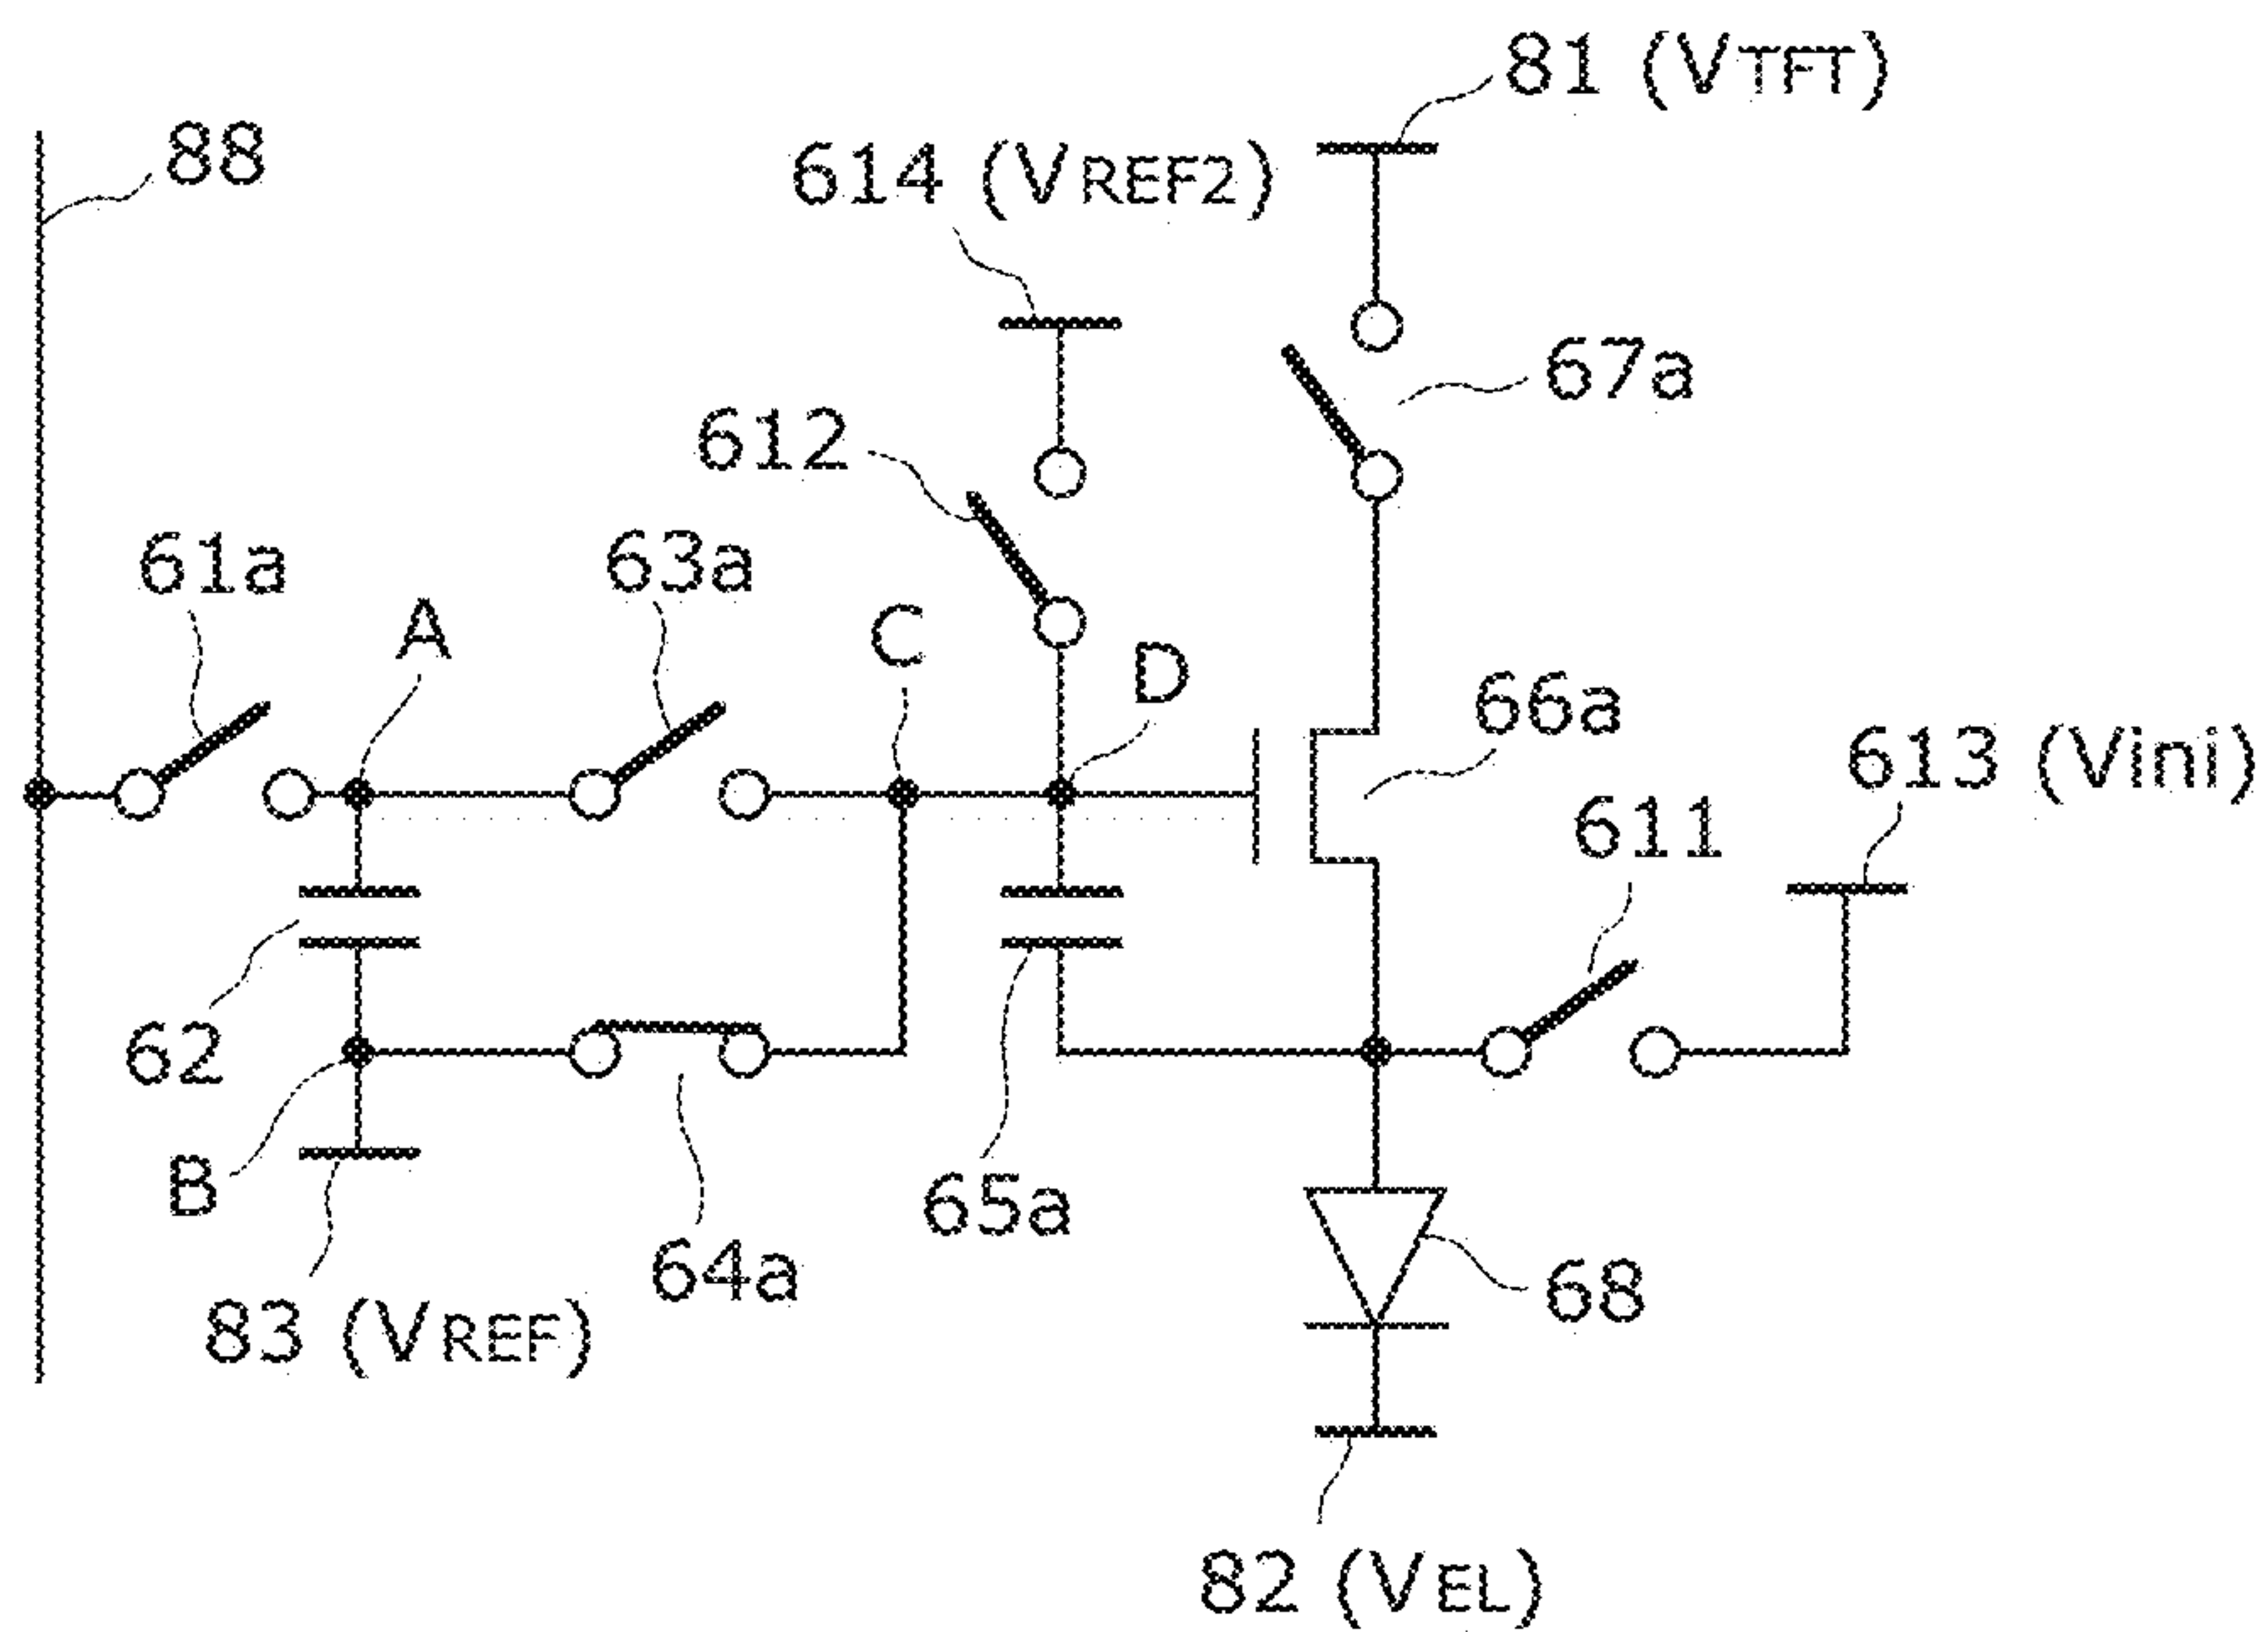 81 (VTFT)
88
614 (VREF2)
67a
612
61a
63a
A
C
D
66a
613 (Vini)
611
62
B
65a
64a
68
83 (VREF)
82 (VEL)